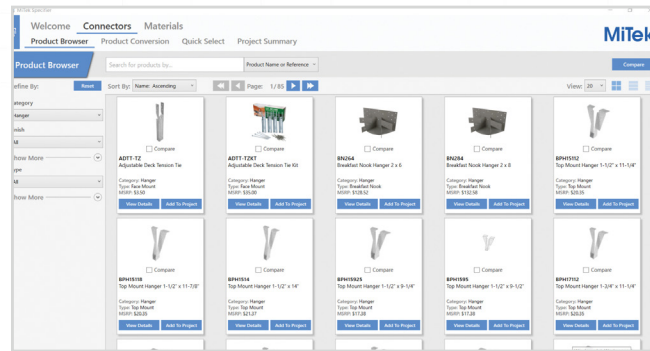 MiTek Specifier
Welcome Connectors Materials
Product Browser Product Conversion Quick Select Project Summary
MiTek
Product Browser
Search for products by...
Product Name or Reference
Compare
efine By:
Reset
Sort By: Name: Ascending
Page: 1/85
View: 20
ategory
Hanger
nish
All
how More
ype
All
how More
Compare
ADTT-TZ
Adjustable Deck Tension Tie
Category: Hanger
Type: Face Mount
MSRP: $3.50
View Details Add To Project
Compare
ADTT-TZKT
Adjustable Deck Tension Tie Kit
Category: Hanger
Type: Face Mount
MSRP: $35.00
View Details Add To Project
Compare
BN264
Breakfast Nook Hanger 2 x 6
Category: Hanger
Type: Breakfast Nook
MSRP: $128.52
View Details Add To Project
Compare
BN284
Breakfast Nook Hanger 2 x 8
Category: Hanger
Type: Breakfast Nook
MSRP: $132.58
View Details Add To Project
Compare
BPH15112
Top Mount Hanger 1-1/2" x 11-1/4"
Category: Hanger
Type: Top Mount
MSRP: $20.35
View Details Add To Project
Compare
BPH15118
Top Mount Hanger 1-1/2" x 11-7/8"
Category: Hanger
Type: Top Mount
MSRP: $20.35
View Details Add To Project
Compare
BPH1514
Top Mount Hanger 1-1/2" x 14"
Category: Hanger
Type: Top Mount
MSRP: $21.37
View Details Add To Project
Compare
BPH15925
Top Mount Hanger 1-1/2" x 9-1/4"
Category: Hanger
Type: Top Mount
MSRP: $17.28
View Details Add To Project
Compare
BPH1595
Top Mount Hanger 1-1/2" x 9-1/2"
Category: Hanger
Type: Top Mount
MSRP: $17.28
View Details Add To Project
Compare
BPH17112
Top Mount Hanger 1-3/4" x 11-1/4"
Category: Hanger
Type: Top Mount
MSRP: $20.35
View Details Add To Project